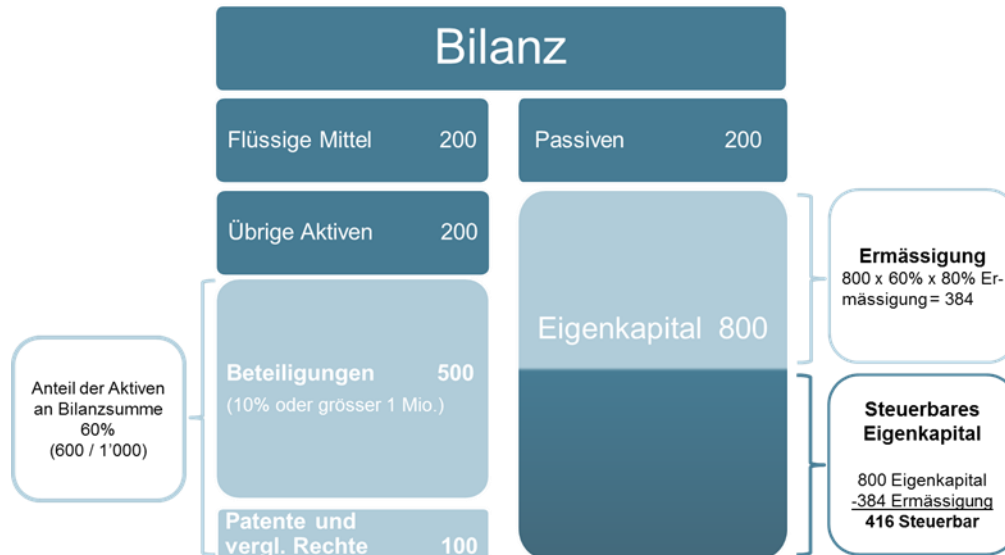 Bilanz
Flüssige Mittel 200
Passiven 200
Übrige Aktiven 200
Eigenkapital 800
Ermässigung
800 x 60% x 80% Er-
mässigung = 384
Anteil der Aktiven
an Bilanzsumme
60%
(600 / 1’000)
Beteiligungen 500
(10% oder grösser 1 Mio.)
Steuerbares
Eigenkapital
800 Eigenkapital
-384 Ermässigung
416 Steuerbar
Patente und
vergl. Rechte 100